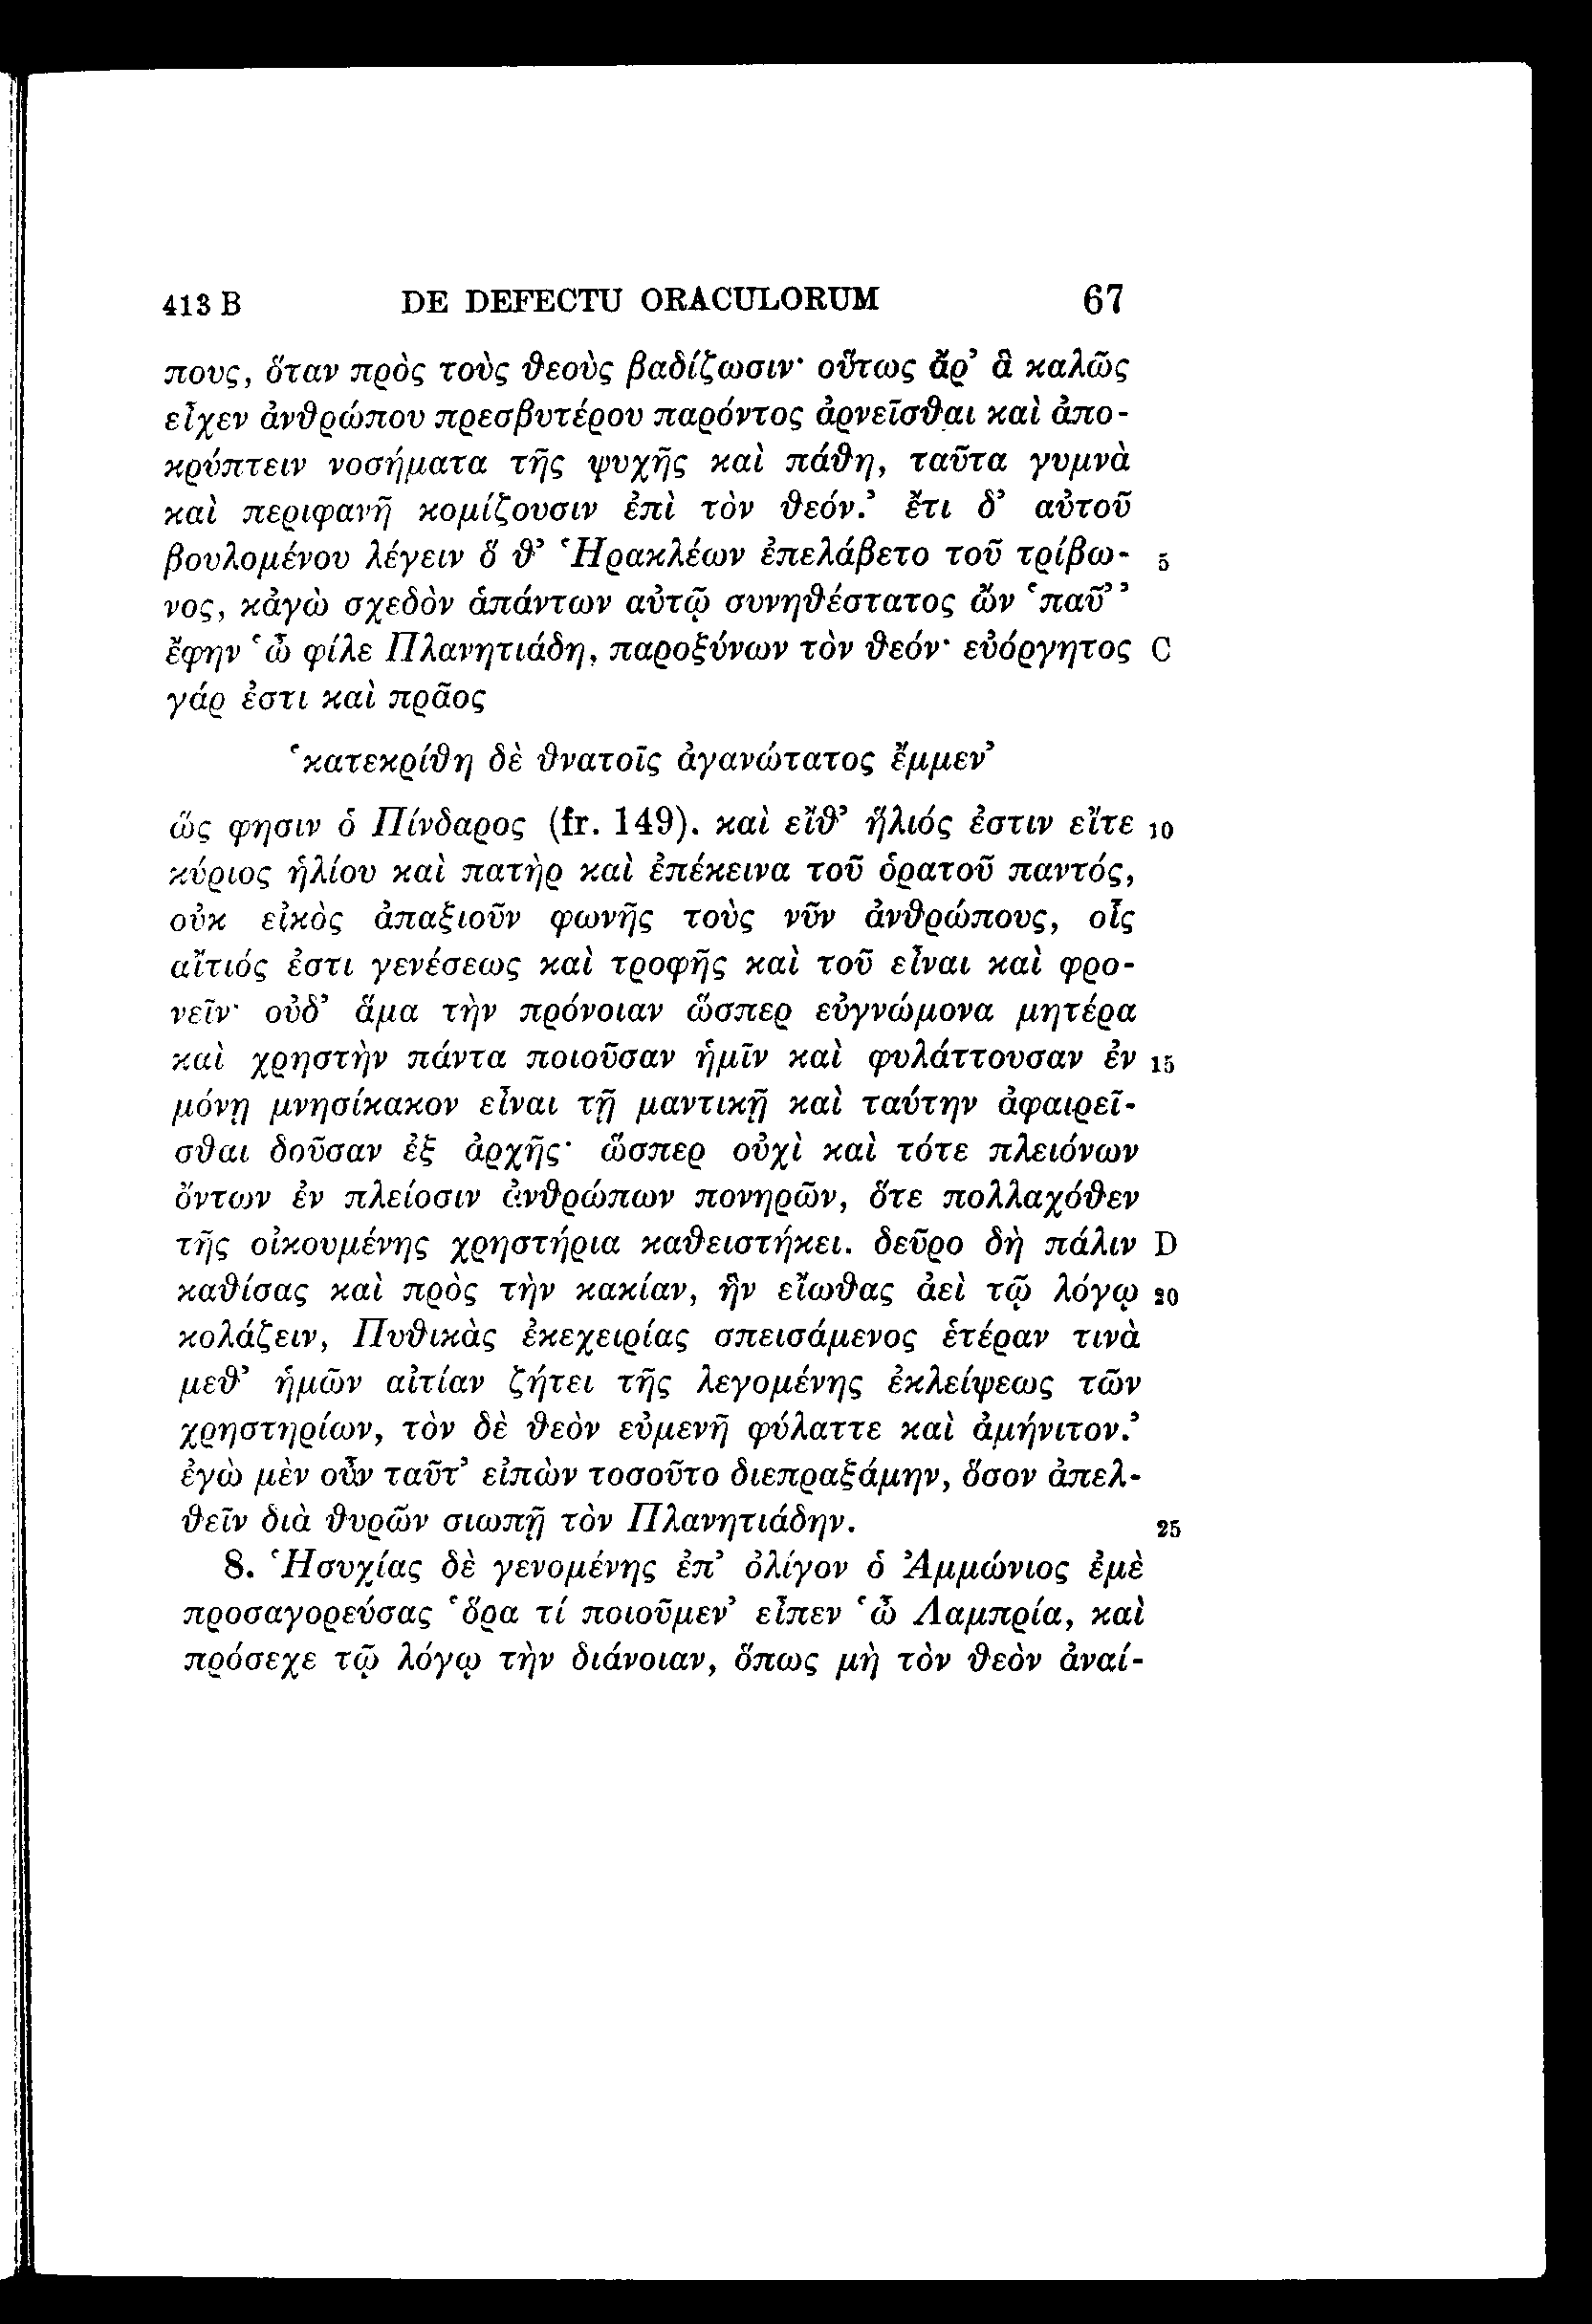 413 B DE DEFECTU ORACULORUM 67
πους, ὅταν πρὸς τοὺς θεοὺς βαδίζωσιν· οὕτως ἄρ’ ἃ καλῶς
εἶχεν ἀνθρώπου πρεσβυτέρου παρόντος ἀρνεῖσθαι καὶ ἀπο-
κρύπτειν νοσήματα τῆς ψυχῆς καὶ πάθη, ταῦτα γυμνὰ
καὶ περιφανῆ κομίζουσιν ἐπὶ τὸν θεόν.’ ἔτι δ’ αὐτοῦ
βουλομένου λέγειν ὅ θ’ Ἡρακλέων ἐπελάβετο τοῦ τρίβω- 5
νος, κἀγὼ σχεδὸν ἁπάντων αὐτῷ συνηθέστατος ὢν ‘παῦ’’
ἔφην ‘ὦ φίλε Πλανητιάδη, παροξύνων τὸν θεόν· εὐόργητος C
γάρ ἐστι καὶ πρᾶος
‘κατεκρίθη δὲ θνατοῖς ἀγανώτατος ἔμμεν’
ὥς φησιν ὁ Πίνδαρος (fr. 149). καὶ εἴθ’ ἥλιός ἐστιν εἴτε 10
κύριος ἡλίου καὶ πατὴρ καὶ ἐπέκεινα τοῦ ὁρατοῦ παντός,
οὐκ εἰκὸς ἀπαξιοῦν φωνῆς τοὺς νῦν ἀνθρώπους, οἷς
αἴτιός ἐστι γενέσεως καὶ τροφῆς καὶ τοῦ εἶναι καὶ φρο-
νεῖν· οὐδ’ ἅμα τὴν πρόνοιαν ὥσπερ εὐγνώμονα μητέρα
καὶ χρηστὴν πάντα ποιοῦσαν ἡμῖν καὶ φυλάττουσαν ἐν 15
μόνῃ μνησίκακον εἶναι τῇ μαντικῇ καὶ ταύτην ἀφαιρεῖ-
σθαι δοῦσαν ἐξ ἀρχῆς· ὥσπερ οὐχὶ καὶ τότε πλειόνων
ὄντων ἐν πλείοσιν ἀνθρώπων πονηρῶν, ὅτε πολλαχόθεν
τῆς οἰκουμένης χρηστήρια καθειστήκει. δεῦρο δὴ πάλιν D
καθίσας καὶ πρὸς τὴν κακίαν, ἣν εἴωθας ἀεὶ τῷ λόγῳ 20
κολάζειν, Πυθικὰς ἐκεχειρίας σπεισάμενος ἑτέραν τινὰ
μεθ’ ἡμῶν αἰτίαν ζήτει τῆς λεγομένης ἐκλείψεως τῶν
χρηστηρίων, τὸν δὲ θεὸν εὐμενῆ φύλαττε καὶ ἀμήνιτον.’
ἐγὼ μὲν οὖν ταῦτ’ εἰπὼν τοσοῦτο διεπραξάμην, ὅσον ἀπελ-
θεῖν διὰ θυρῶν σιωπῇ τὸν Πλανητιάδην. 25
8. Ἡσυχίας δὲ γενομένης ἐπ’ ὀλίγον ὁ Ἀμμώνιος ἐμὲ
προσαγορεύσας ‘ὅρα τί ποιοῦμεν’ εἶπεν ‘ὦ Λαμπρία, καὶ
πρόσεχε τῷ λόγῳ τὴν διάνοιαν, ὅπως μὴ τὸν θεὸν ἀναί-